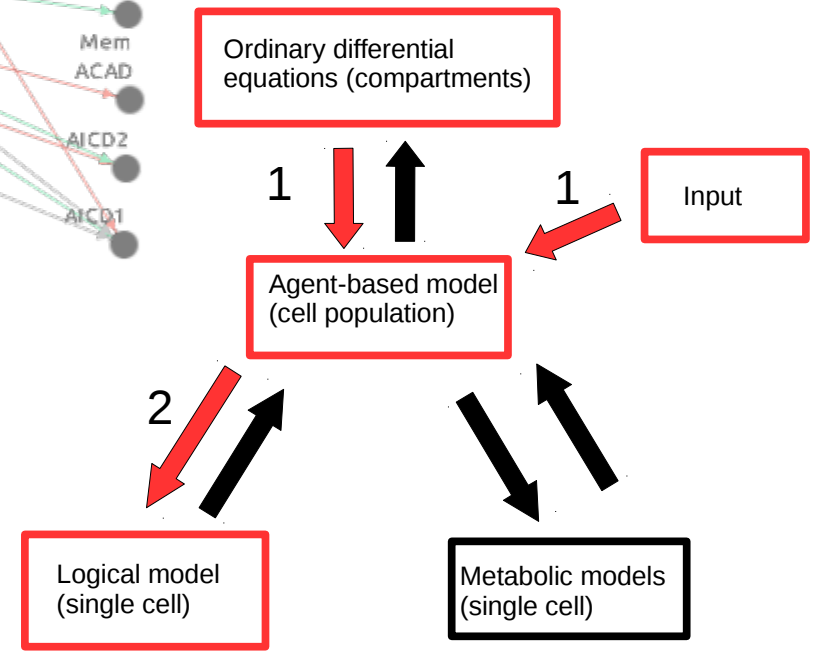 Mem
ACAD
AICD2
AICD1
Ordinary differential
equations (compartments)
1
1
Input
Agent-based model
(cell population)
2
Logical model
(single cell)
Metabolic models
(single cell)